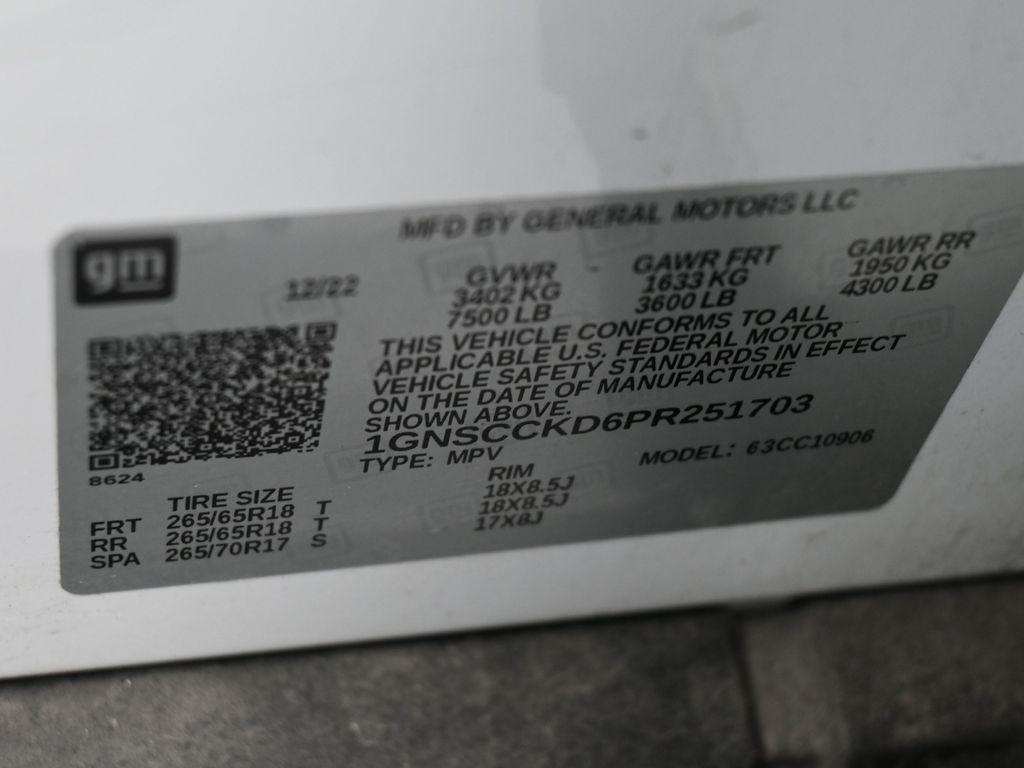 MFD BY GENERAL MOTORS LLC
gm
12/22
GVWR
3402 KG
7500 LB
GAWR FRT
1633 KG
3600 LB
GAWR RR
1950 KG
4300 LB
THIS VEHICLE CONFORMS TO ALL
APPLICABLE U.S. FEDERAL MOTOR
VEHICLE SAFETY STANDARDS IN EFFECT
ON THE DATE OF MANUFACTURE
SHOWN ABOVE.
1GNSCCKD6PR251703
TYPE: MPV
MODEL: 63CC10906
8624
TIRE SIZE
RIM
FRT 265/65R18 T 18X8.5J
RR 265/65R18 T 18X8.5J
SPA 265/70R17 S 17X8J